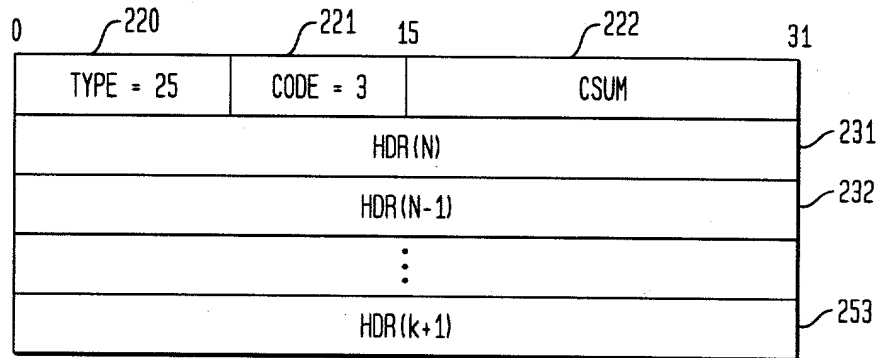 220 221 222
0 15 31
TYPE = 25 CODE = 3 CSUM
HDR(N) 231
HDR(N-1) 232
⋮
HDR(k+1) 253